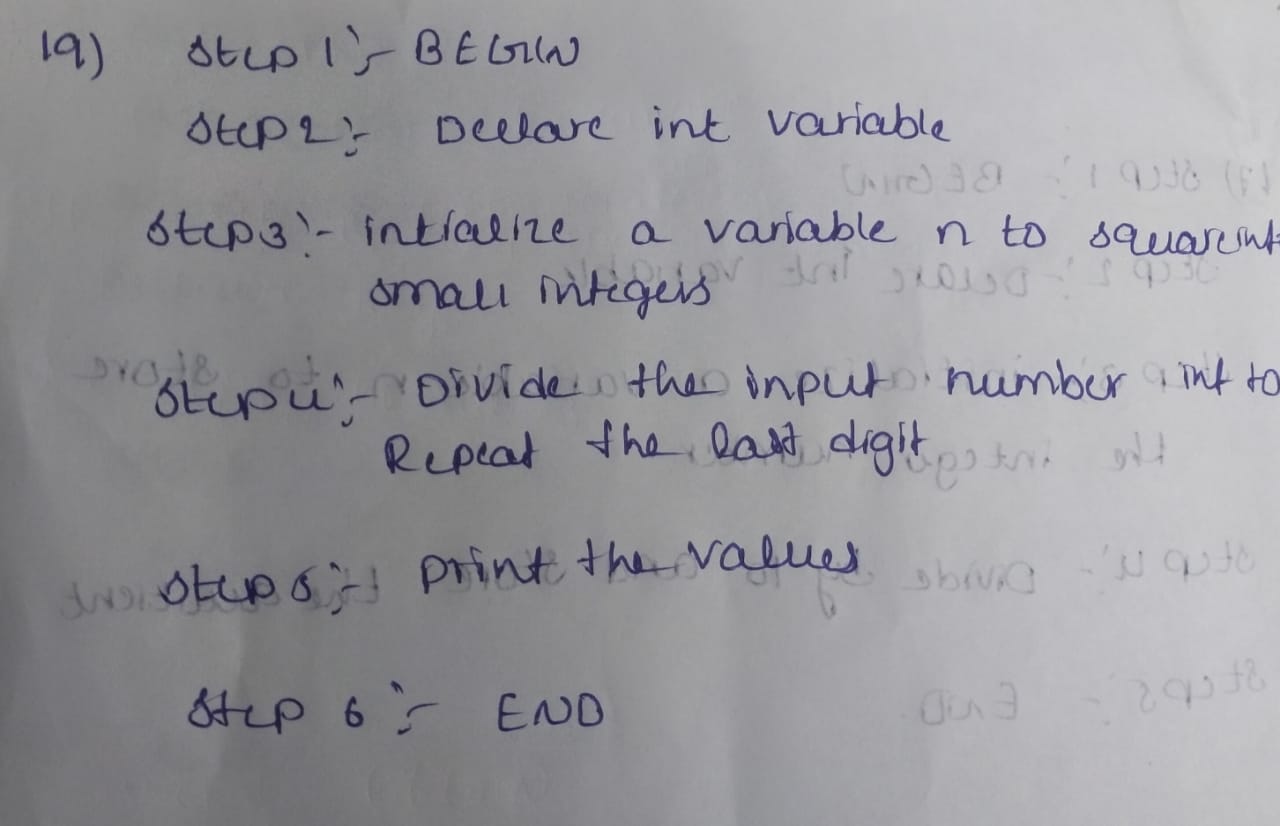 19) Step 1:- BEGIN
Step 2:- Declare int variable
Step 3:- intialize a variable n to squareint
small integers
Step 4:- Divide the input number int to
Repeat the last digit
Step 5:- print the values
Step 6:- END